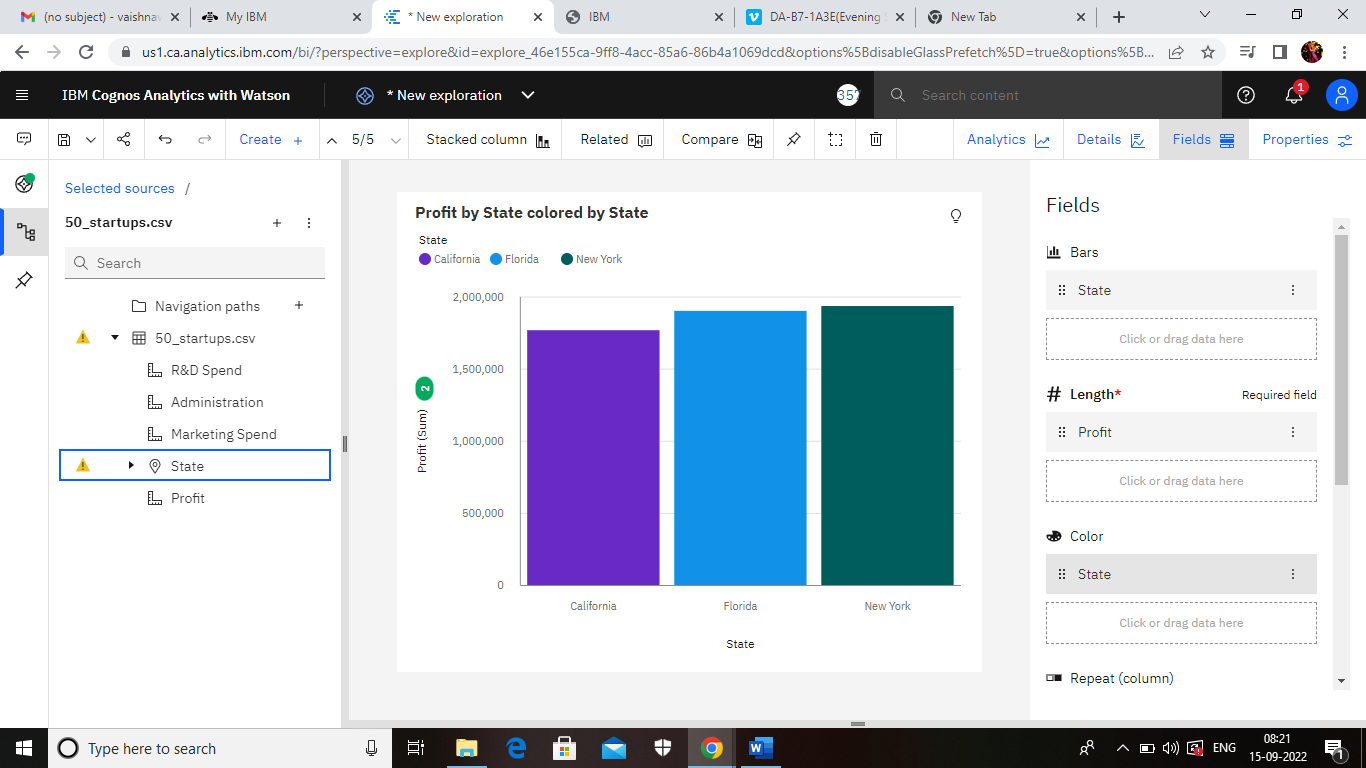 (no subject) - vaishnav
My IBM
* New exploration
IBM
DA-B7-1A3E(Evening
New Tab
us1.ca.analytics.ibm.com/bi/?perspective=explore&id=explore_46e155ca-9ff8-4acc-85a6-86b4a1069dcd&options%5BdisableGlassPrefetch%5D=true&options%5B...
IBM Cognos Analytics with Watson
* New exploration
357
Search content
1
Create +
5/5
Stacked column
Related
Compare
Analytics
Details
Fields
Properties
Selected sources /
50_startups.csv
Search
Navigation paths
50_startups.csv
R&D Spend
Administration
Marketing Spend
State
Profit
Profit by State colored by State
State
California
Florida
New York
2,000,000
1,500,000
1,000,000
500,000
0
Profit (Sum)
2
California
Florida
New York
State
Fields
Bars
State
Click or drag data here
# Length*
Required field
Profit
Click or drag data here
Color
State
Click or drag data here
Repeat (column)
Type here to search
ENG
08:21
15-09-2022
1